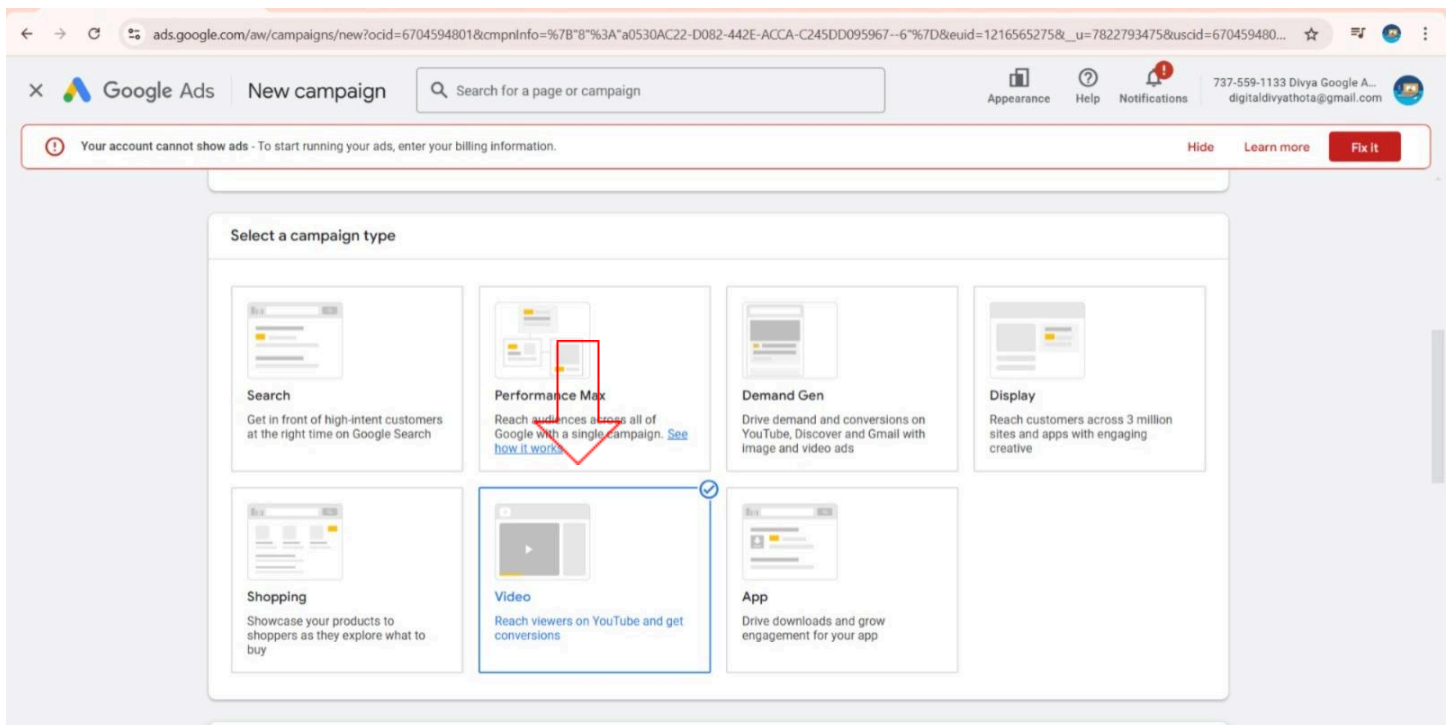 ads.google.com/aw/campaigns/new?ocid=6704594801&cmpnInfo=%7B"8"%3A"a0530AC22-D082-442E-ACCA-C245DD095967--6"%7D&euid=1216565275&__u=7822793475&uscid=670459480...
Google Ads
New campaign
Search for a page or campaign
Appearance
Help
Notifications
737-559-1133 Divya Google A...
digitaldivyathota@gmail.com
Your account cannot show ads - To start running your ads, enter your billing information.
Hide
Learn more
Fix it
Select a campaign type
Search
Get in front of high-intent customers
at the right time on Google Search
Performance Max
Reach audiences across all of
Google with a single campaign. See
how it works
Demand Gen
Drive demand and conversions on
YouTube, Discover and Gmail with
image and video ads
Display
Reach customers across 3 million
sites and apps with engaging
creative
Shopping
Showcase your products to
shoppers as they explore what to
buy
Video
Reach viewers on YouTube and get
conversions
App
Drive downloads and grow
engagement for your app